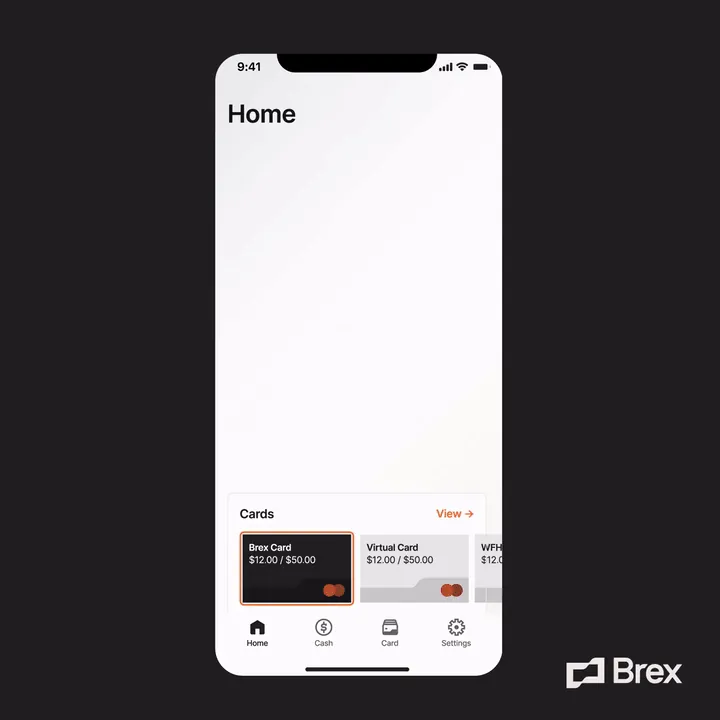 9:41
Home
Cards
View →
Brex Card
$12.00 / $50.00
Virtual Card
$12.00 / $50.00
WFH
Home
Cash
Card
Settings
Brex